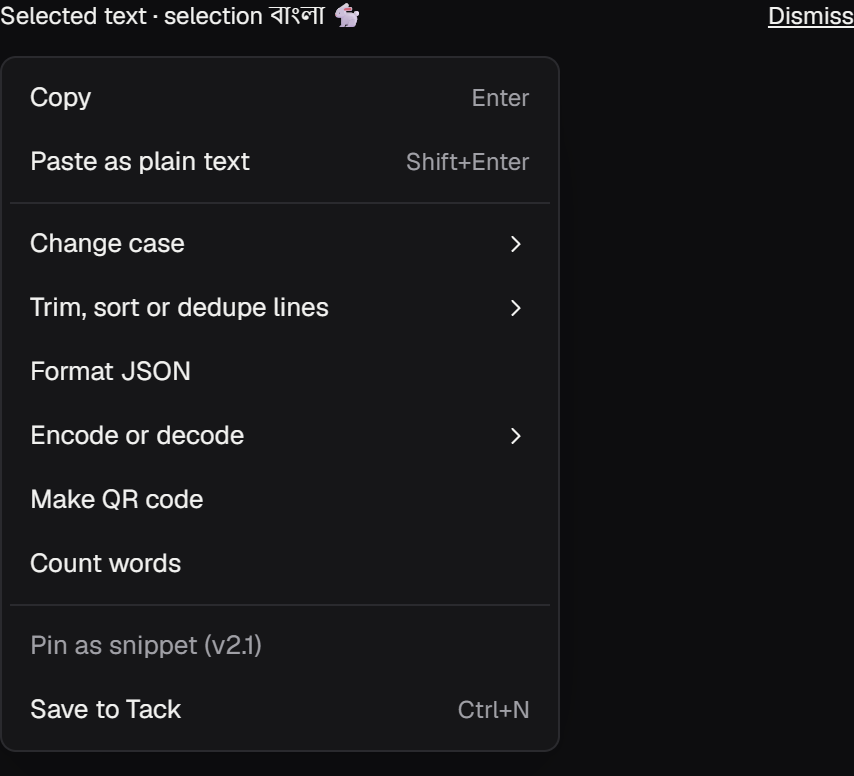 Selected text · selection বাংলা 🐇 Dismiss
Copy Enter
Paste as plain text Shift+Enter
Change case
Trim, sort or dedupe lines
Format JSON
Encode or decode
Make QR code
Count words
Pin as snippet (v2.1)
Save to Tack Ctrl+N